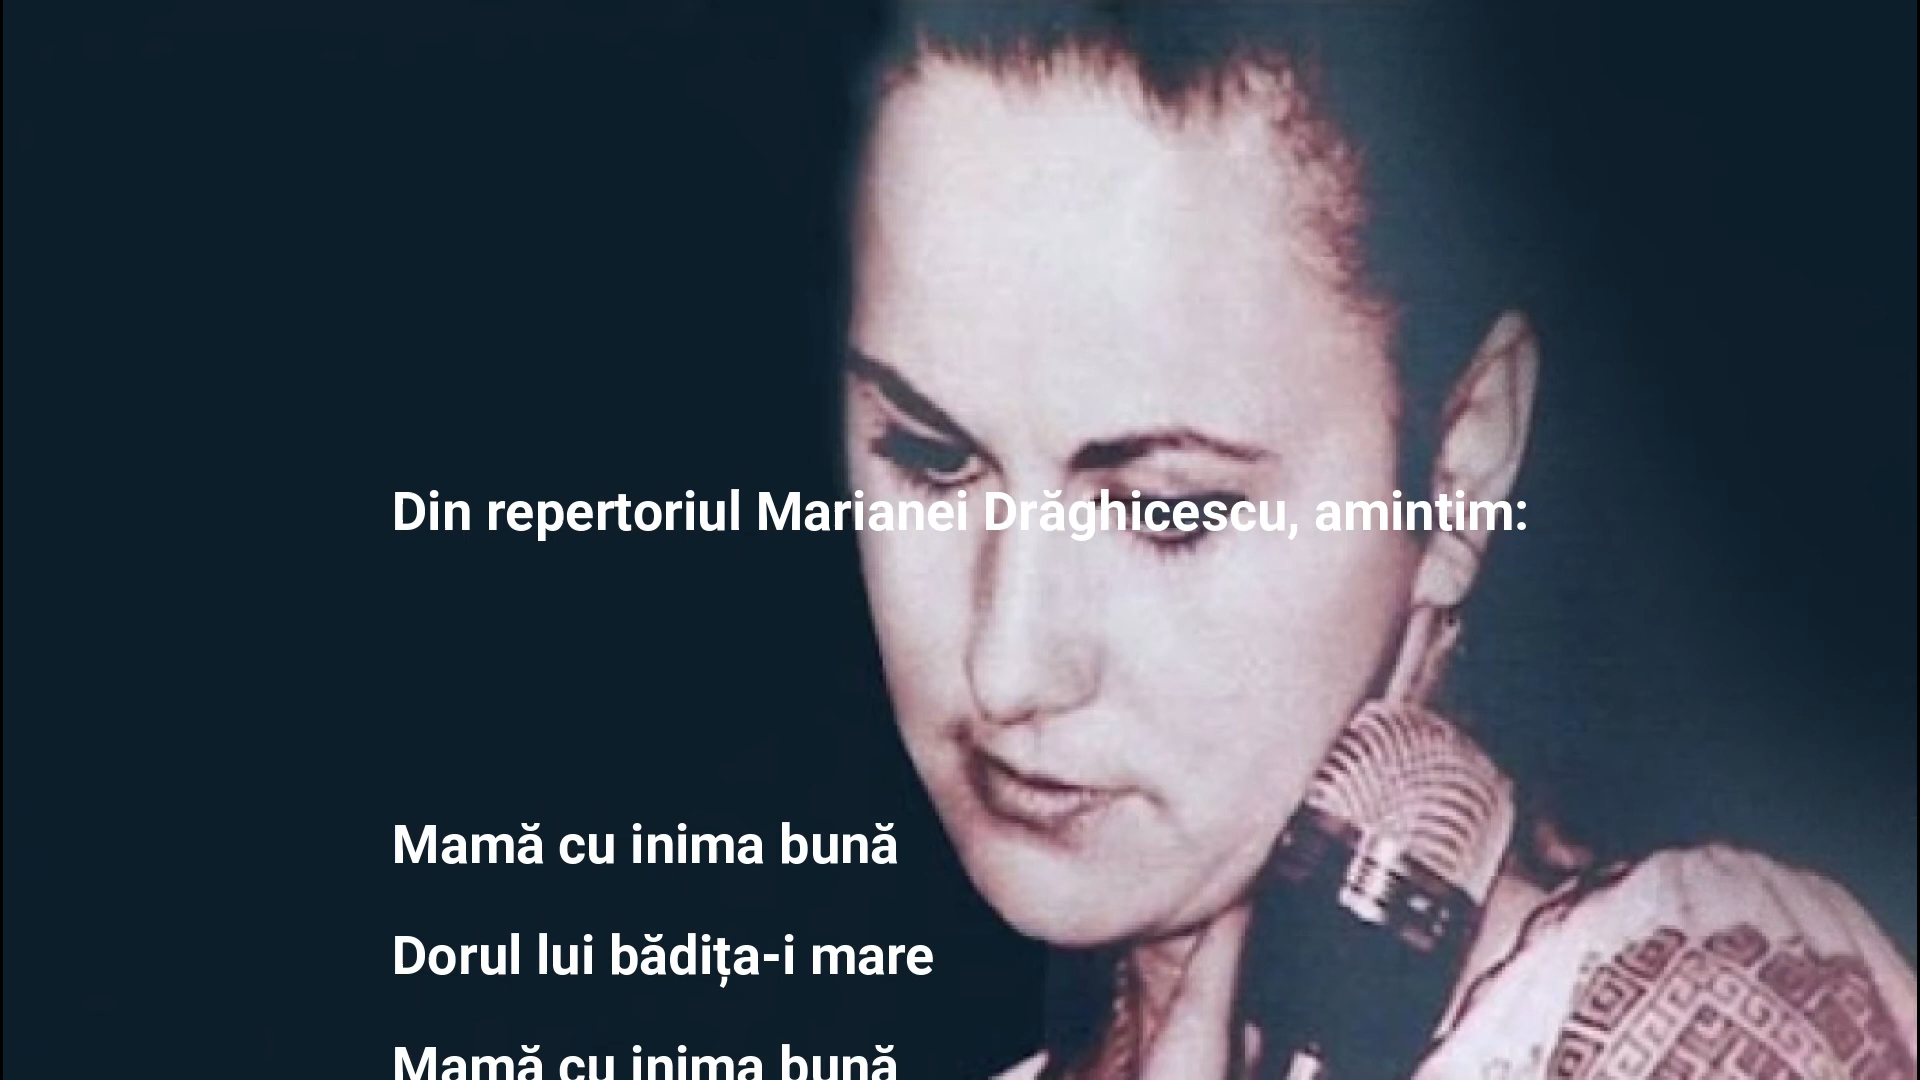 Din repertoriul Marianei Drăghicescu, amintim:
Mamă cu inima bună
Dorul lui bădița-i mare
Mamă cu inima bună